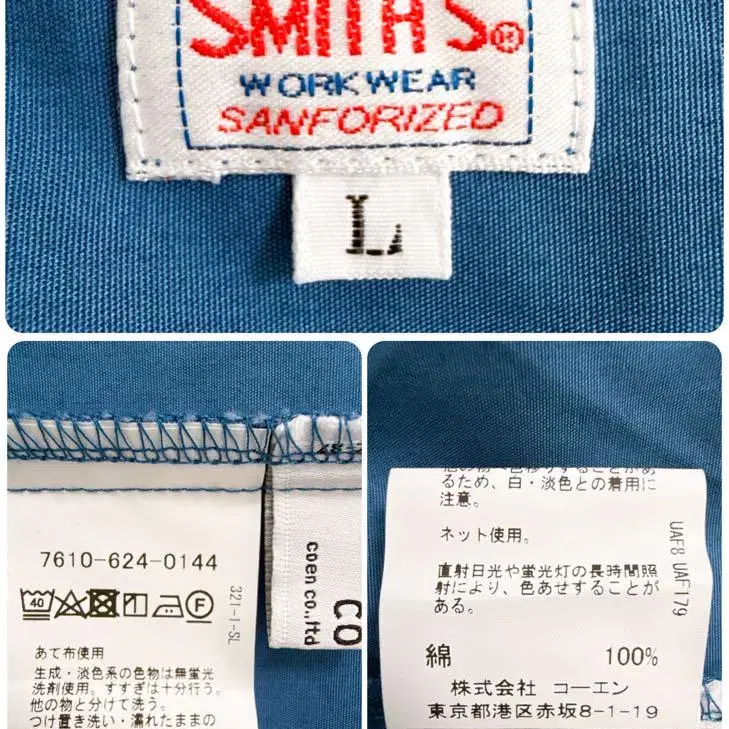 SMITH'S®
WORKWEAR
SANFORIZED
L
7610-624-0144
40
F
321-1-SL
あて布使用
生成・淡色系の色物は無蛍光
洗剤使用。すすぎは十分行う。
他の物と分けて洗う。
つけ置き洗い・濡れたままの
coen co.,ltd
co
るため、白・淡色との着用に
注意。
ネット使用。
直射日光や蛍光灯の長時間照
射により、色あせすることが
ある。
綿 100%
株式会社 コーエン
東京都港区赤坂8-1-19
UAF8 UAF179